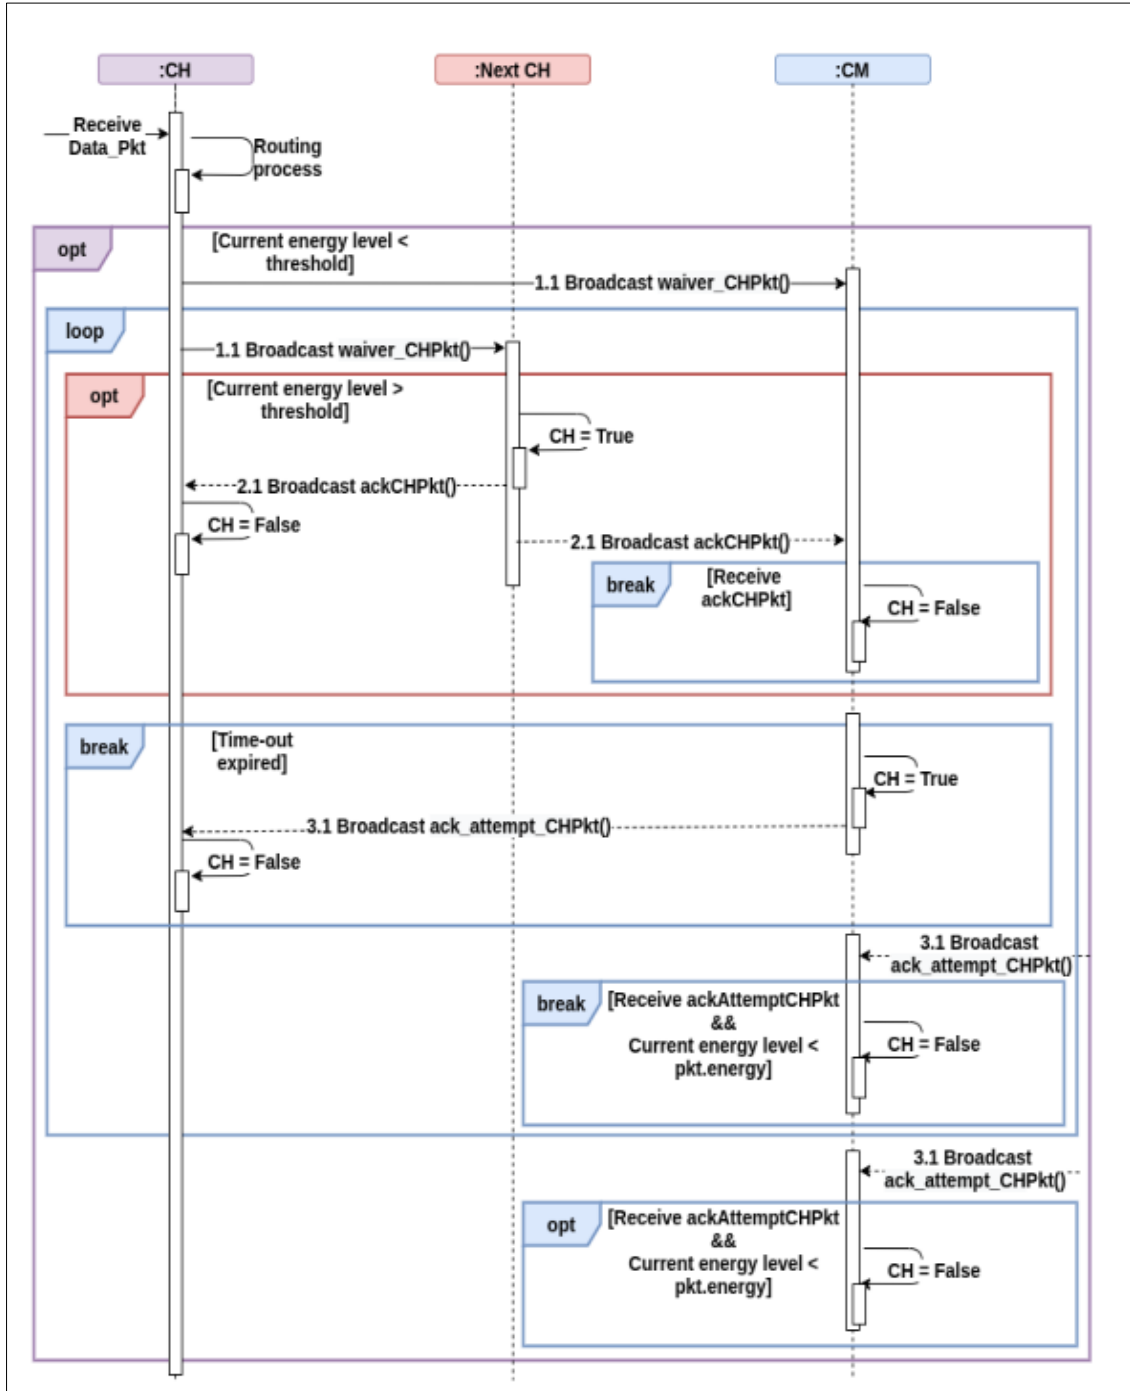 :CH
:Next CH
:CM
Receive
Data_Pkt
Routing
process
opt
[Current energy level <
threshold]
1.1 Broadcast waiver_CHPkt()
loop
1.1 Broadcast waiver_CHPkt()
opt
[Current energy level >
threshold]
CH = True
2.1 Broadcast ackCHPkt()
CH = False
2.1 Broadcast ackCHPkt()
break
[Receive
ackCHPkt]
CH = False
break
[Time-out
expired]
CH = True
3.1 Broadcast ack_attempt_CHPkt()
CH = False
3.1 Broadcast
ack_attempt_CHPkt()
break
[Receive ackAttemptCHPkt
&&
Current energy level <
pkt.energy]
CH = False
3.1 Broadcast
ack_attempt_CHPkt()
opt
[Receive ackAttemptCHPkt
&&
Current energy level <
pkt.energy]
CH = False